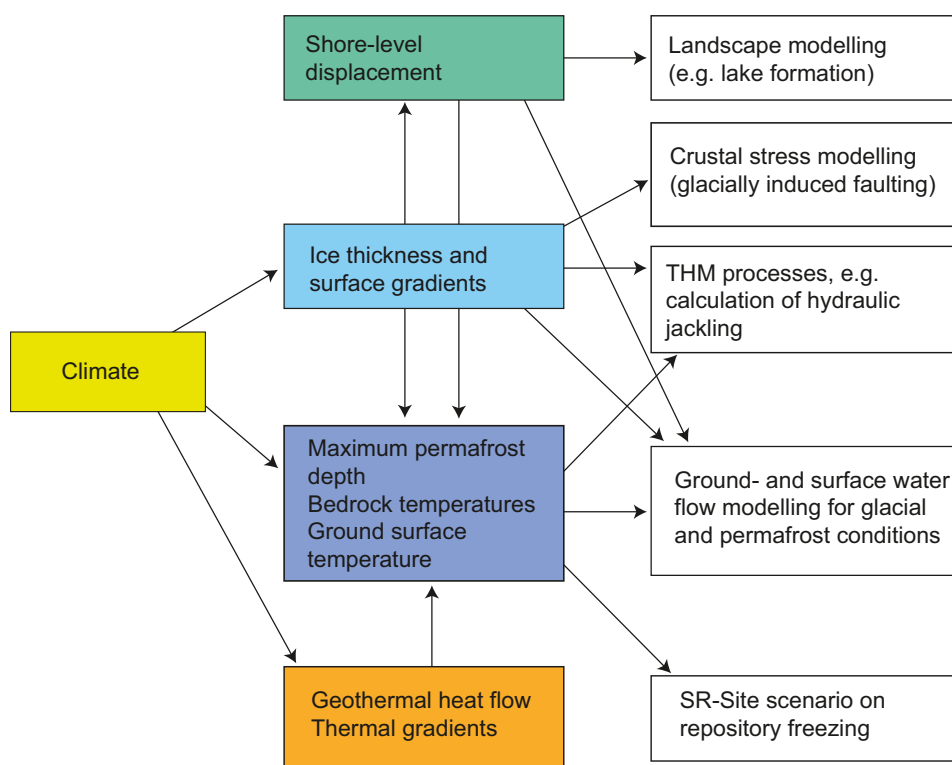 Shore-level
displacement
Landscape modelling
(e.g. lake formation)
Crustal stress modelling
(glacially induced faulting)
Ice thickness and
surface gradients
THM processes, e.g.
calculation of hydraulic
jackling
Climate
Maximum permafrost
depth
Bedrock temperatures
Ground surface
temperature
Ground- and surface water
flow modelling for glacial
and permafrost conditions
Geothermal heat flow
Thermal gradients
SR-Site scenario on
repository freezing